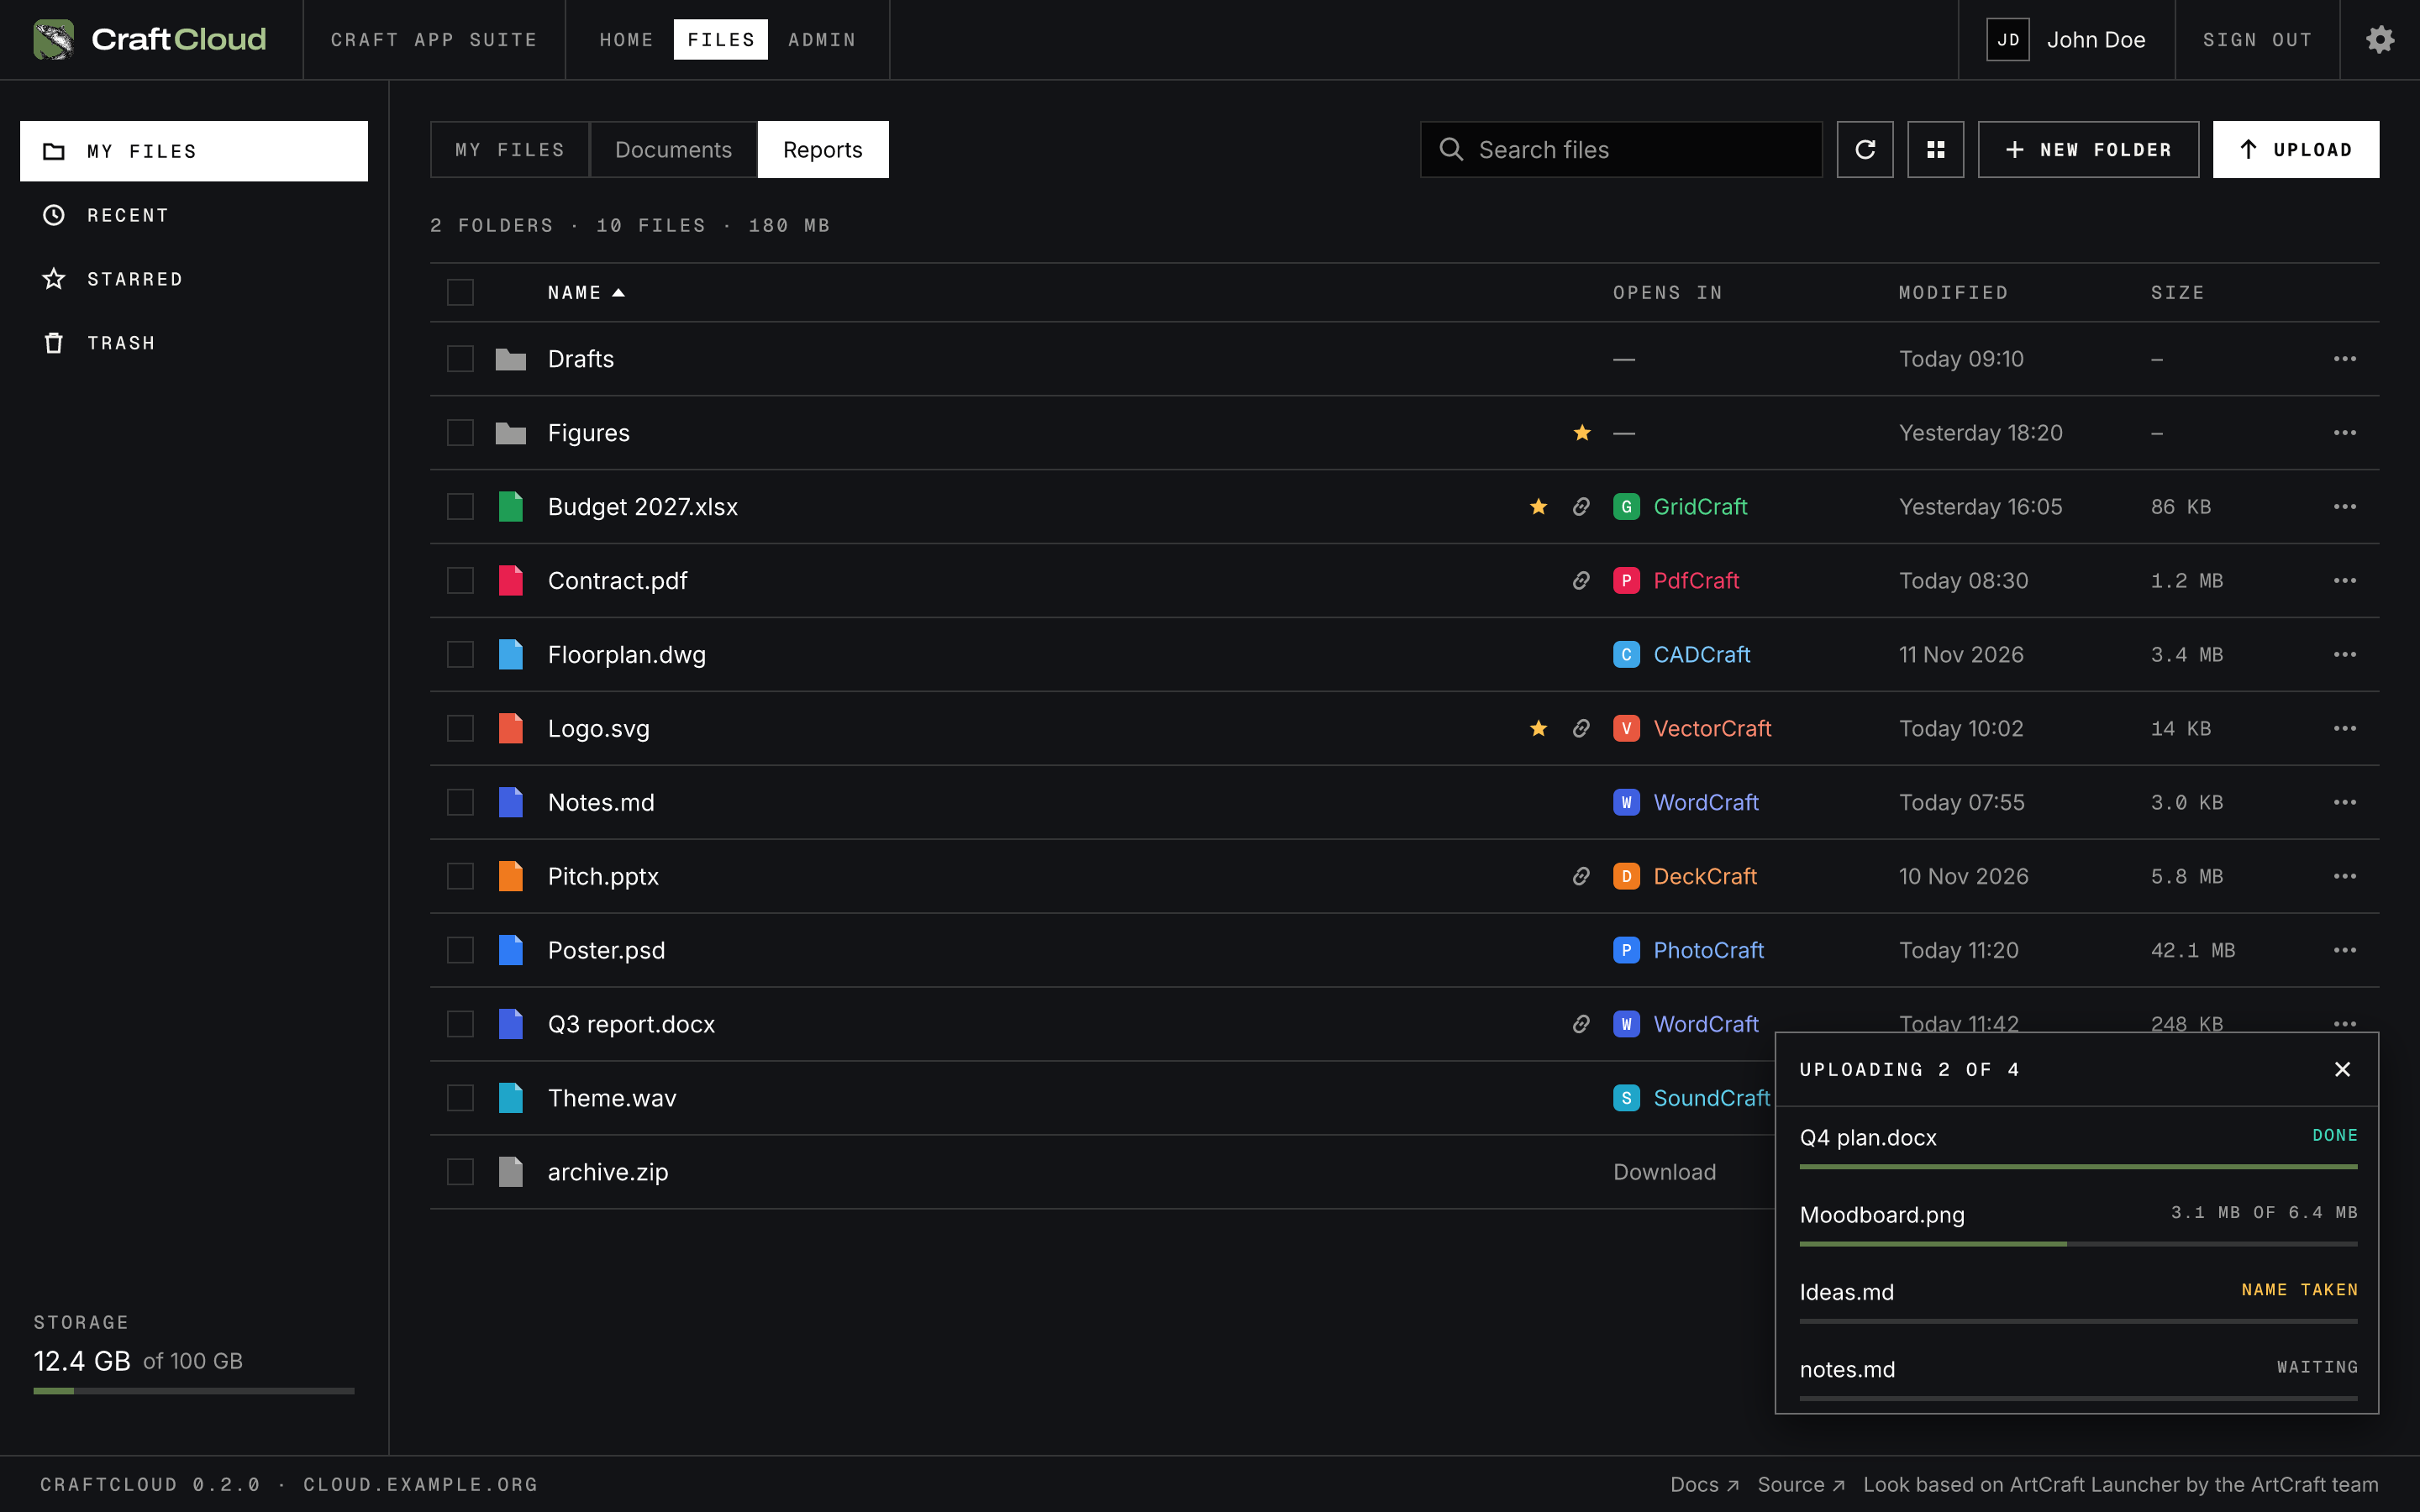 CraftCloud
CRAFT APP SUITE
HOME
FILES
ADMIN
JD
John Doe
SIGN OUT
MY FILES
RECENT
STARRED
TRASH
MY FILES
Documents
Reports
Search files
NEW FOLDER
UPLOAD
2 FOLDERS · 10 FILES · 180 MB
NAME OPENS IN MODIFIED SIZE
Drafts — Today 09:10 –
Figures — Yesterday 18:20 –
Budget 2027.xlsx G GridCraft Yesterday 16:05 86 KB
Contract.pdf P PdfCraft Today 08:30 1.2 MB
Floorplan.dwg C CADCraft 11 Nov 2026 3.4 MB
Logo.svg V VectorCraft Today 10:02 14 KB
Notes.md W WordCraft Today 07:55 3.0 KB
Pitch.pptx D DeckCraft 10 Nov 2026 5.8 MB
Poster.psd P PhotoCraft Today 11:20 42.1 MB
Q3 report.docx W WordCraft Today 11:42 248 KB
Theme.wav S SoundCraft
archive.zip Download
UPLOADING 2 OF 4
Q4 plan.docx DONE
Moodboard.png 3.1 MB OF 6.4 MB
Ideas.md NAME TAKEN
notes.md WAITING
STORAGE
12.4 GB of 100 GB
CRAFTCLOUD 0.2.0 · CLOUD.EXAMPLE.ORG
Docs ↗ Source ↗ Look based on ArtCraft Launcher by the ArtCraft team